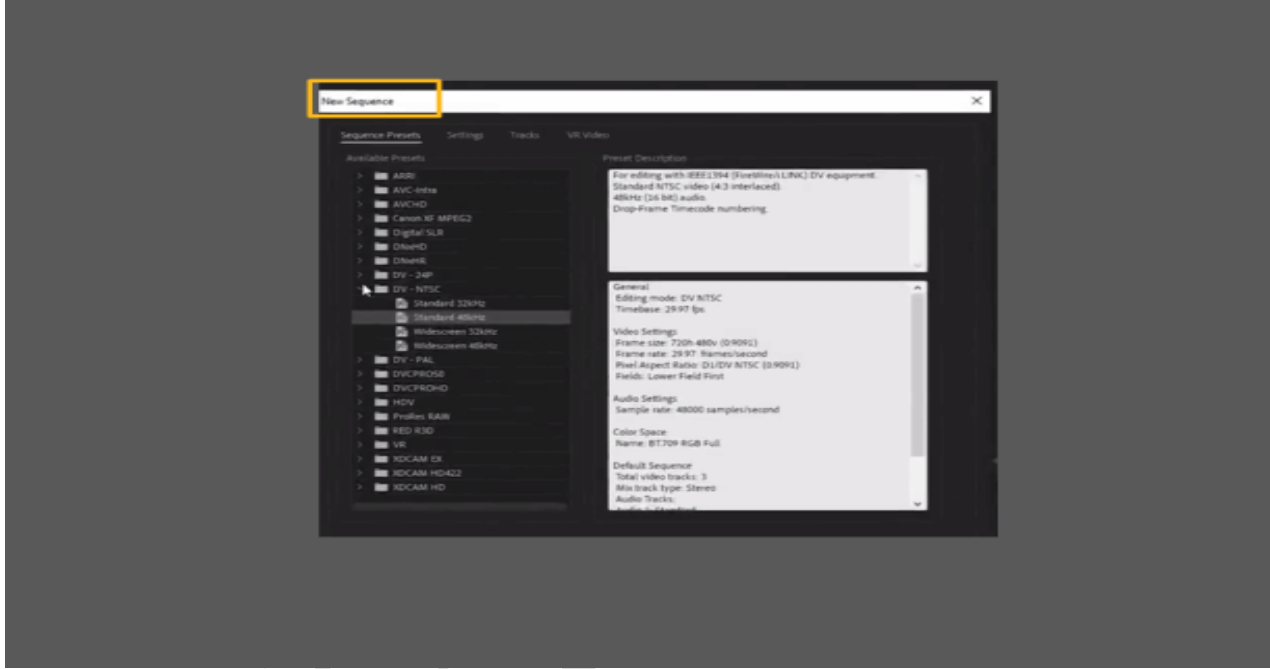 New Sequence
Sequence Presets Settings Tracks VR Video
Available Presets
ARRI
AVC-Intra
AVCHD
Canon XF MPEG2
Digital SLR
DNxHD
DNxHR
DV - 24P
DV - NTSC
Standard 32kHz
Standard 48kHz
Widescreen 32kHz
Widescreen 48kHz
DV - PAL
DVCPRO50
DVCPROHD
HDV
ProRes RAW
RED R3D
VR
XDCAM EX
XDCAM HD422
XDCAM HD
Preset Description
For editing with IEEE1394 (FireWire/i.LINK) DV equipment.
Standard NTSC video (4:3 interlaced).
48kHz (16 bit) audio.
Drop-Frame Timecode numbering.
General
Editing mode: DV NTSC
Timebase: 29.97 fps
Video Settings
Frame size: 720h 480v (0.9091)
Frame rate: 29.97 frames/second
Pixel Aspect Ratio: D1/DV NTSC (0.9091)
Fields: Lower Field First
Audio Settings
Sample rate: 48000 samples/second
Color Space
Name: BT.709 RGB Full
Default Sequence
Total video tracks: 3
Mix track type: Stereo
Audio Tracks:
Audio 1: Standard